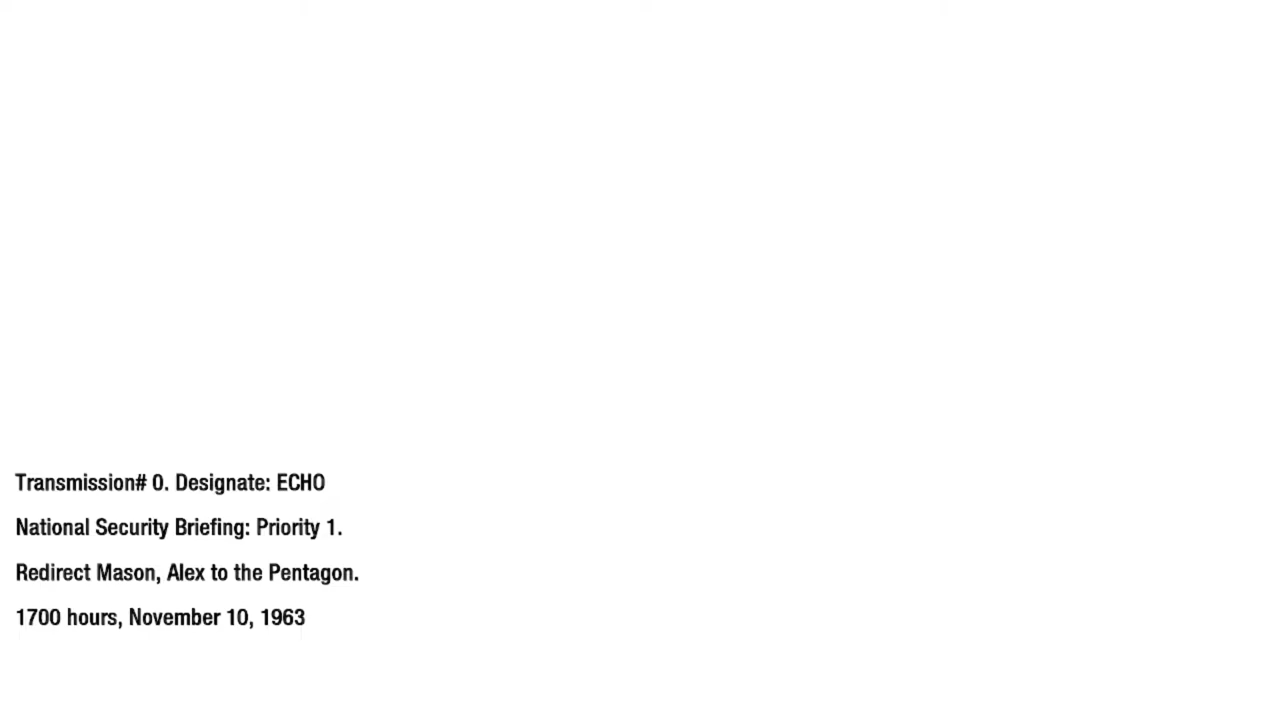 Transmission# 0. Designate: ECHO
National Security Briefing: Priority 1.
Redirect Mason, Alex to the Pentagon.
1700 hours, November 10, 1963